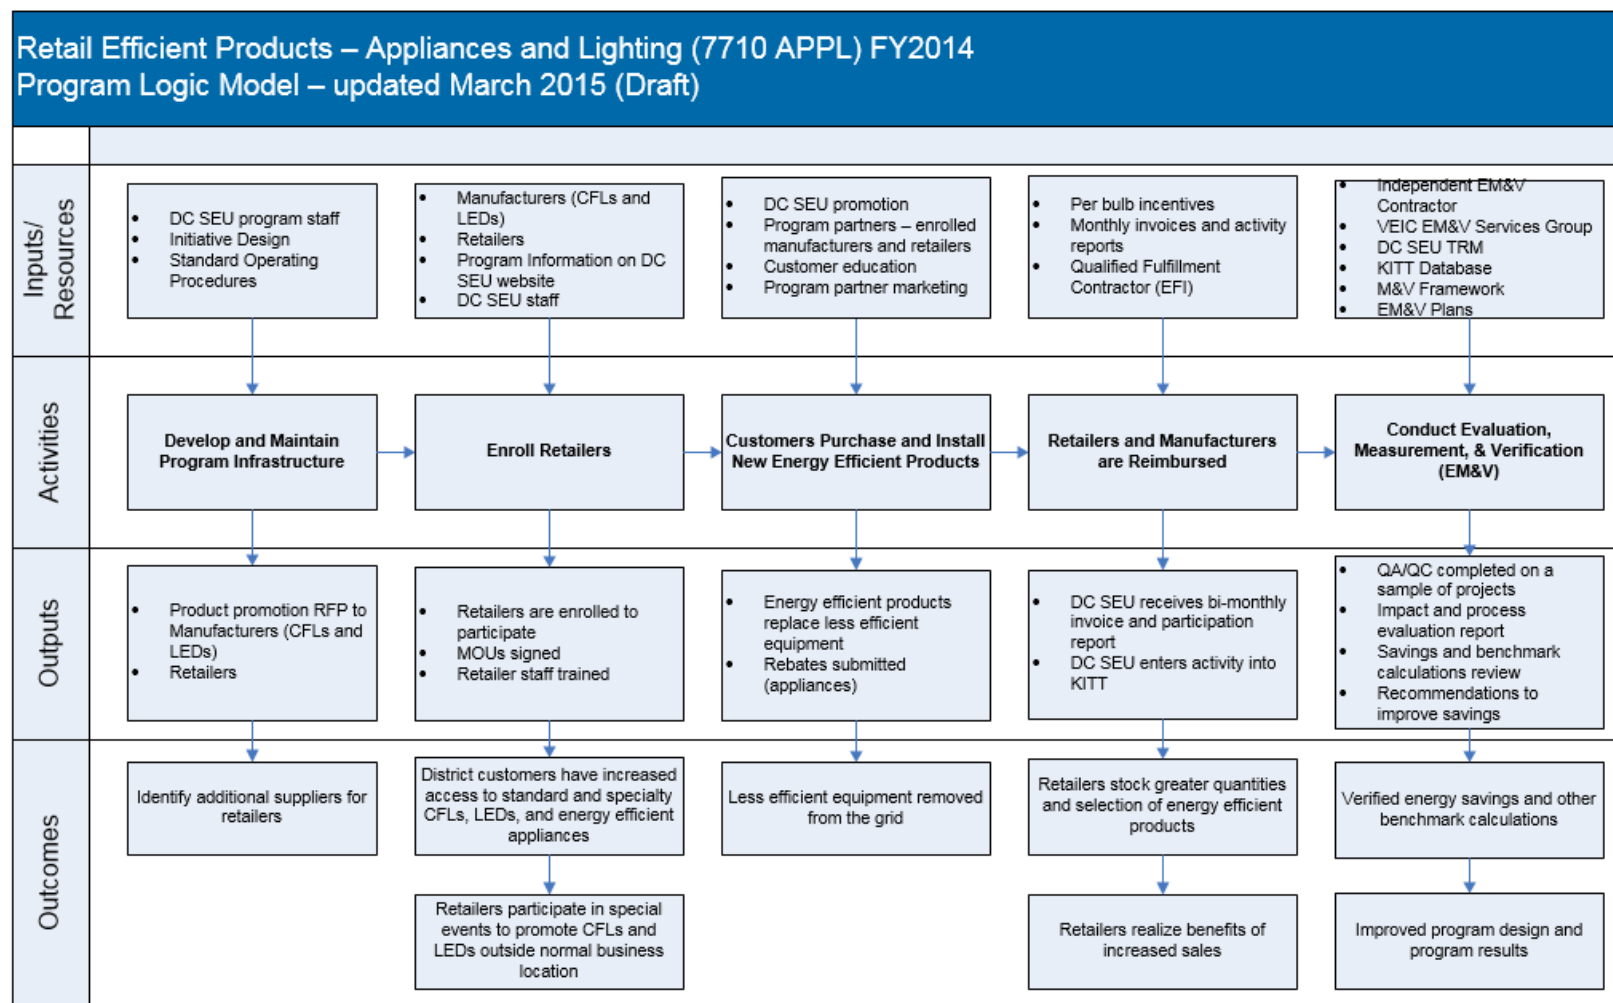 Retail Efficient Products – Appliances and Lighting (7710 APPL) FY2014
Program Logic Model – updated March 2015 (Draft)
Inputs/
Resources
• DC SEU program staff
• Initiative Design
• Standard Operating
Procedures
• Manufacturers (CFLs and
LEDs)
• Retailers
• Program Information on DC
SEU website
• DC SEU staff
• DC SEU promotion
• Program partners – enrolled
manufacturers and retailers
• Customer education
• Program partner marketing
• Per bulb incentives
• Monthly invoices and activity
reports
• Qualified Fulfillment
Contractor (EFI)
• Independent EM&V
Contractor
• VEIC EM&V Services Group
• DC SEU TRM
• KITT Database
• M&V Framework
• EM&V Plans
Activities
Develop and Maintain
Program Infrastructure
Enroll Retailers
Customers Purchase and Install
New Energy Efficient Products
Retailers and Manufacturers
are Reimbursed
Conduct Evaluation,
Measurement, & Verification
(EM&V)
Outputs
• Product promotion RFP to
Manufacturers (CFLs and
LEDs)
• Retailers
• Retailers are enrolled to
participate
• MOUs signed
• Retailer staff trained
• Energy efficient products
replace less efficient
equipment
• Rebates submitted
(appliances)
• DC SEU receives bi-monthly
invoice and participation
report
• DC SEU enters activity into
KITT
• QA/QC completed on a
sample of projects
• Impact and process
evaluation report
• Savings and benchmark
calculations review
• Recommendations to
improve savings
Outcomes
Identify additional suppliers for
retailers
District customers have increased
access to standard and specialty
CFLs, LEDs, and energy efficient
appliances
Less efficient equipment removed
from the grid
Retailers stock greater quantities
and selection of energy efficient
products
Verified energy savings and other
benchmark calculations
Retailers participate in special
events to promote CFLs and
LEDs outside normal business
location
Retailers realize benefits of
increased sales
Improved program design and
program results